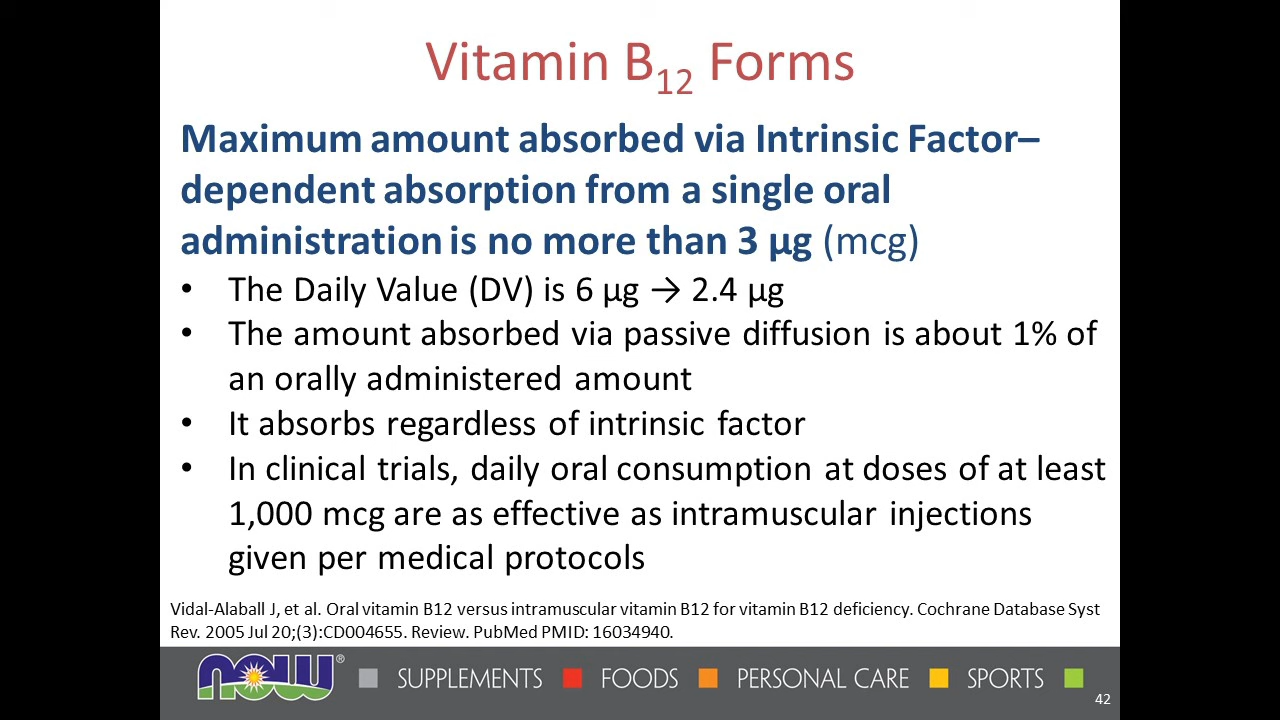 Vitamin B12 Forms
Maximum amount absorbed via Intrinsic Factor–
dependent absorption from a single oral
administration is no more than 3 µg (mcg)
• The Daily Value (DV) is 6 µg → 2.4 µg
• The amount absorbed via passive diffusion is about 1% of
an orally administered amount
• It absorbs regardless of intrinsic factor
• In clinical trials, daily oral consumption at doses of at least
1,000 mcg are as effective as intramuscular injections
given per medical protocols
Vidal-Alaball J, et al. Oral vitamin B12 versus intramuscular vitamin B12 for vitamin B12 deficiency. Cochrane Database Syst
Rev. 2005 Jul 20;(3):CD004655. Review. PubMed PMID: 16034940.
now® SUPPLEMENTS FOODS PERSONAL CARE SPORTS
42